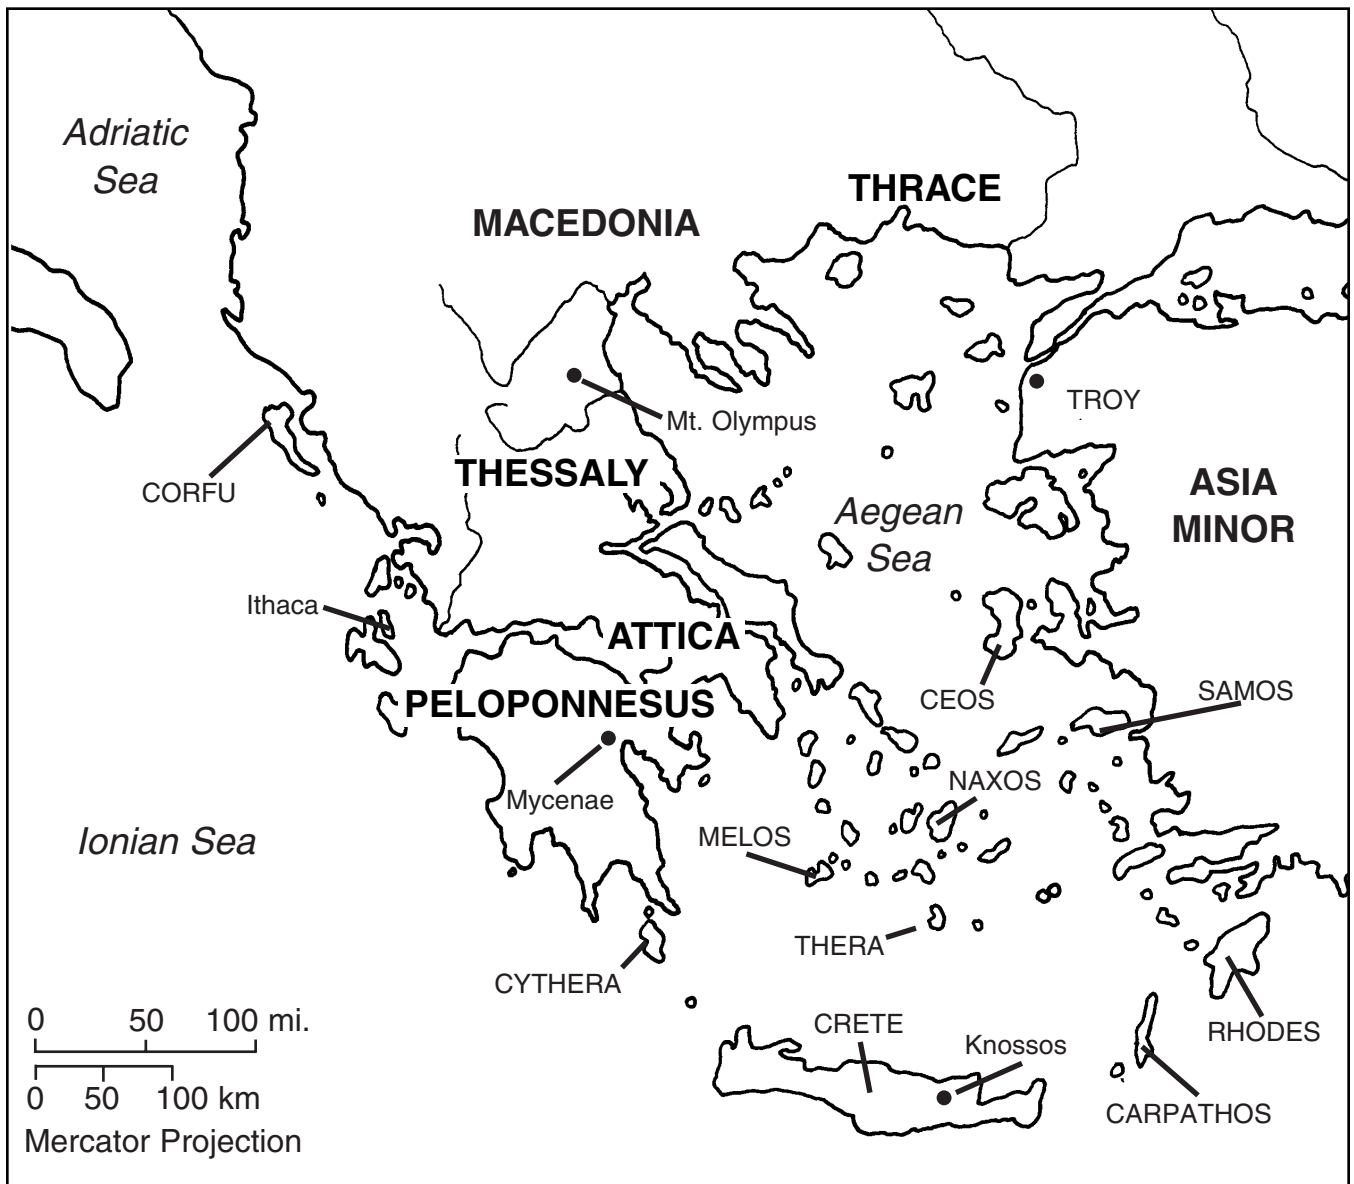 Adriatic
Sea
THRACE
MACEDONIA
Mt. Olympus
TROY
THESSALY
CORFU
ASIA
MINOR
Aegean
Sea
Ithaca
ATTICA
CEOS
SAMOS
PELOPONNESUS
Mycenae
NAXOS
MELOS
Ionian Sea
THERA
CYTHERA
CRETE
Knossos
RHODES
CARPATHOS
0 50 100 mi.
0 50 100 km
Mercator Projection